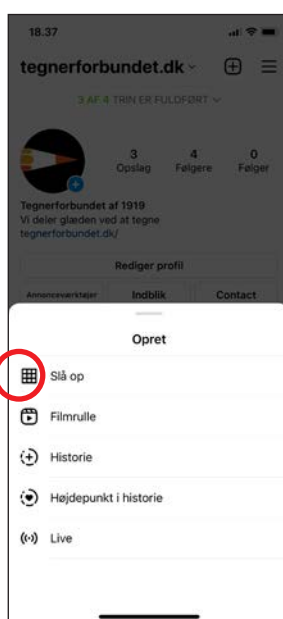 18.37
tegnerforbundet.dk
3 AF 4 TRIN ER FULDFØRT
3 4 0
Opslag Følgere Følger
Tegnerforbundet af 1919
Vi deler glæden ved at tegne
tegnerforbundet.dk/
Rediger profil
Annonceværktøjer Indblik Contact
Opret
Slå op
Filmrulle
Historie
Højdepunkt i historie
Live